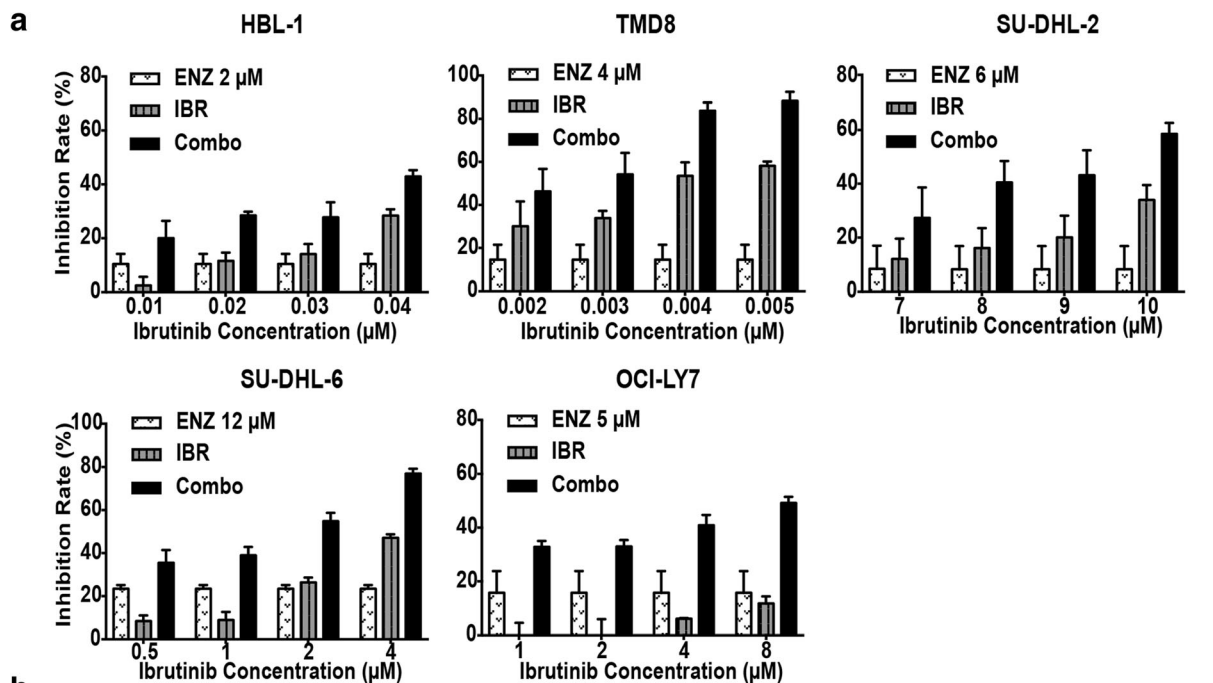 a
HBL-1
TMD8
SU-DHL-2
Inhibition Rate (%)
80
60
40
20
0
ENZ 2 µM
IBR
Combo
0.01 0.02 0.03 0.04
Ibrutinib Concentration (µM)
100
80
60
40
20
0
ENZ 4 µM
IBR
Combo
0.002 0.003 0.004 0.005
Ibrutinib Concentration (µM)
80
60
40
20
0
ENZ 6 µM
IBR
Combo
7 8 9 10
Ibrutinib Concentration (µM)
SU-DHL-6
OCI-LY7
Inhibition Rate (%)
100
80
60
40
20
0
ENZ 12 µM
IBR
Combo
0.5 1 2 4
Ibrutinib Concentration (µM)
80
60
40
20
0
ENZ 5 µM
IBR
Combo
1 2 4 8
Ibrutinib Concentration (µM)